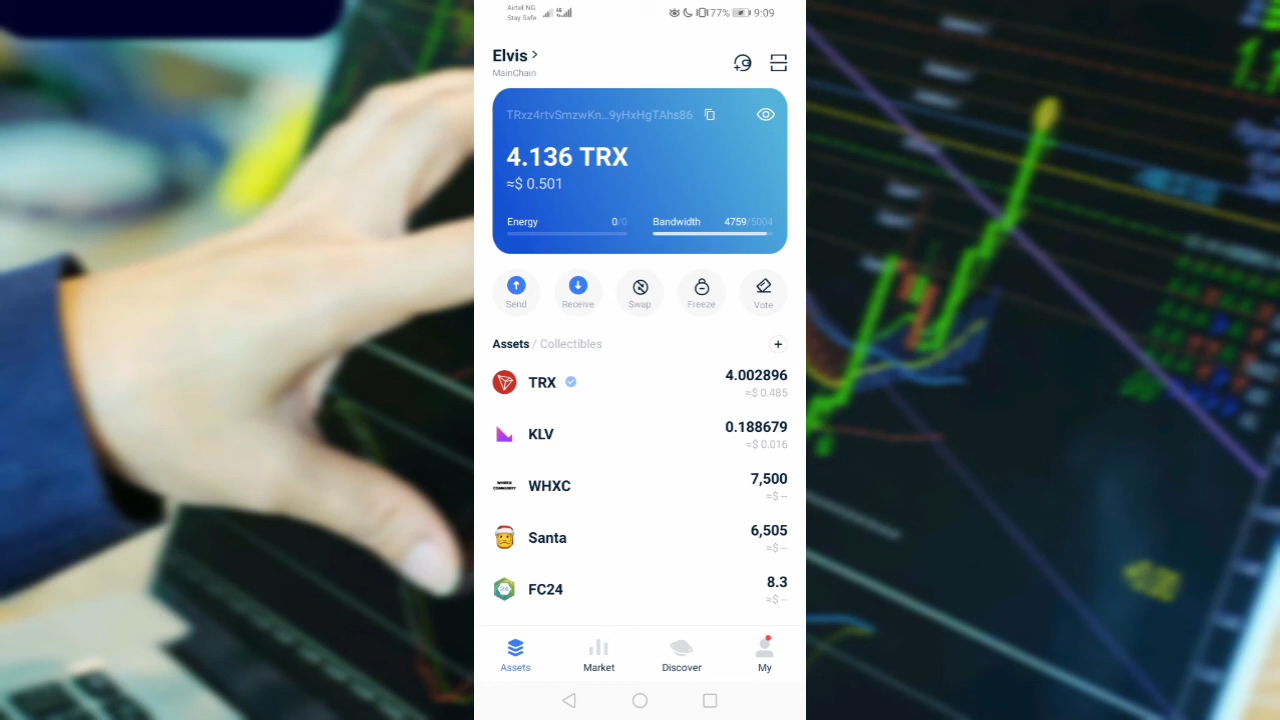 Airtel NG
Stay Safe
77% 9:09
Elvis >
MainChain
TRxz4rtvSmzwKn...9yHxHgTAhs86
4.136 TRX
≈$ 0.501
Energy 0/0 Bandwidth 4759/5004
Send Receive Swap Freeze Vote
Assets / Collectibles +
TRX 4.002896
≈$ 0.485
KLV 0.188679
≈$ 0.016
WHXC 7,500
≈$ --
Santa 6,505
≈$ --
FC24 8.3
≈$ --
Assets Market Discover My